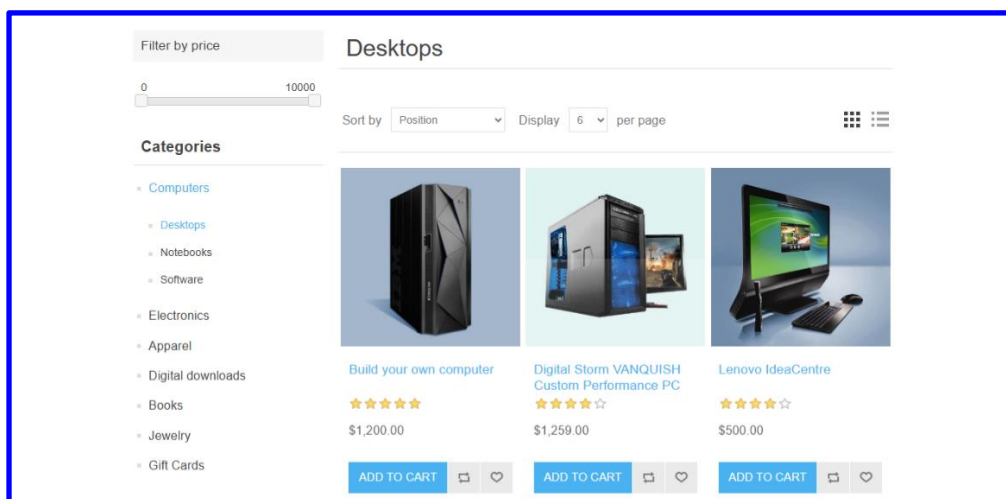 Filter by price
0 10000
Categories
Computers
Desktops
Notebooks
Software
Electronics
Apparel
Digital downloads
Books
Jewelry
Gift Cards
Desktops
Sort by Position Display 6 per page
Build your own computer
$1,200.00
ADD TO CART
Digital Storm VANQUISH
Custom Performance PC
$1,259.00
ADD TO CART
Lenovo IdeaCentre
$500.00
ADD TO CART